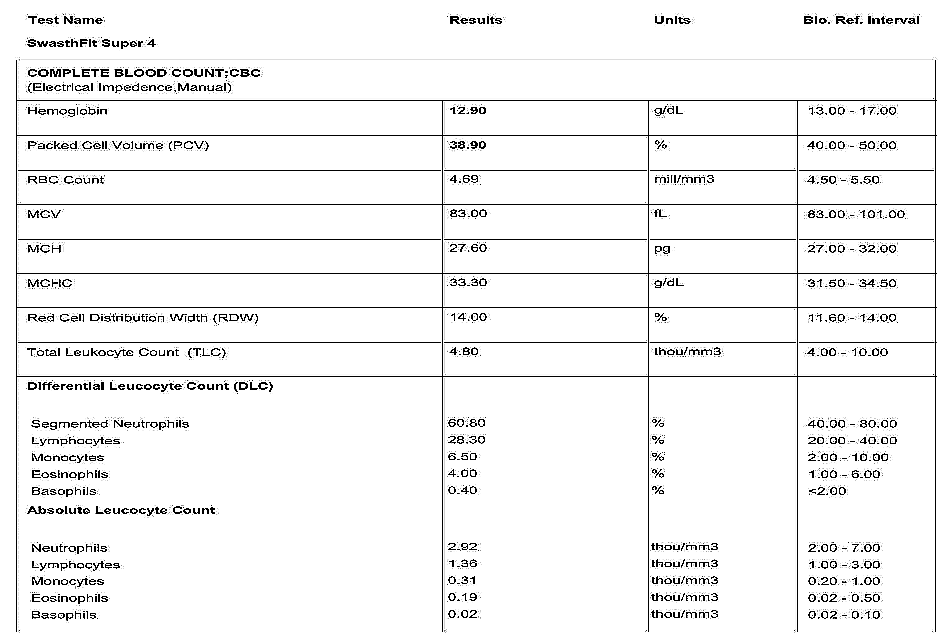 Test Name Results Units Bio. Ref. Interval
SwasthFit Super 4
COMPLETE BLOOD COUNT;CBC
(Electrical Impedence,Manual)
Hemoglobin 12.90 g/dL 13.00 - 17.00
Packed Cell Volume (PCV) 38.90 % 40.00 - 50.00
RBC Count 4.69 mill/mm3 4.50 - 5.50
MCV 83.00 fL 83.00 - 101.00
MCH 27.60 pg 27.00 - 32.00
MCHC 33.30 g/dL 31.50 - 34.50
Red Cell Distribution Width (RDW) 14.00 % 11.60 - 14.00
Total Leukocyte Count (TLC) 4.80 thou/mm3 4.00 - 10.00
Differential Leucocyte Count (DLC)
Segmented Neutrophils 60.80 % 40.00 - 80.00
Lymphocytes 28.30 % 20.00 - 40.00
Monocytes 6.50 % 2.00 - 10.00
Eosinophils 4.00 % 1.00 - 6.00
Basophils 0.40 % ≤2.00
Absolute Leucocyte Count
Neutrophils 2.92 thou/mm3 2.00 - 7.00
Lymphocytes 1.36 thou/mm3 1.00 - 3.00
Monocytes 0.31 thou/mm3 0.20 - 1.00
Eosinophils 0.19 thou/mm3 0.02 - 0.50
Basophils 0.02 thou/mm3 0.02 - 0.10